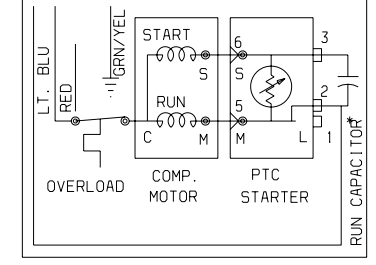 LT. BLU
RED
GRN/YEL
START
6
3
S
S
RUN
5
2
C
M
M
L
1
OVERLOAD
COMP.
MOTOR
PTC
STARTER
RUN CAPACITOR*